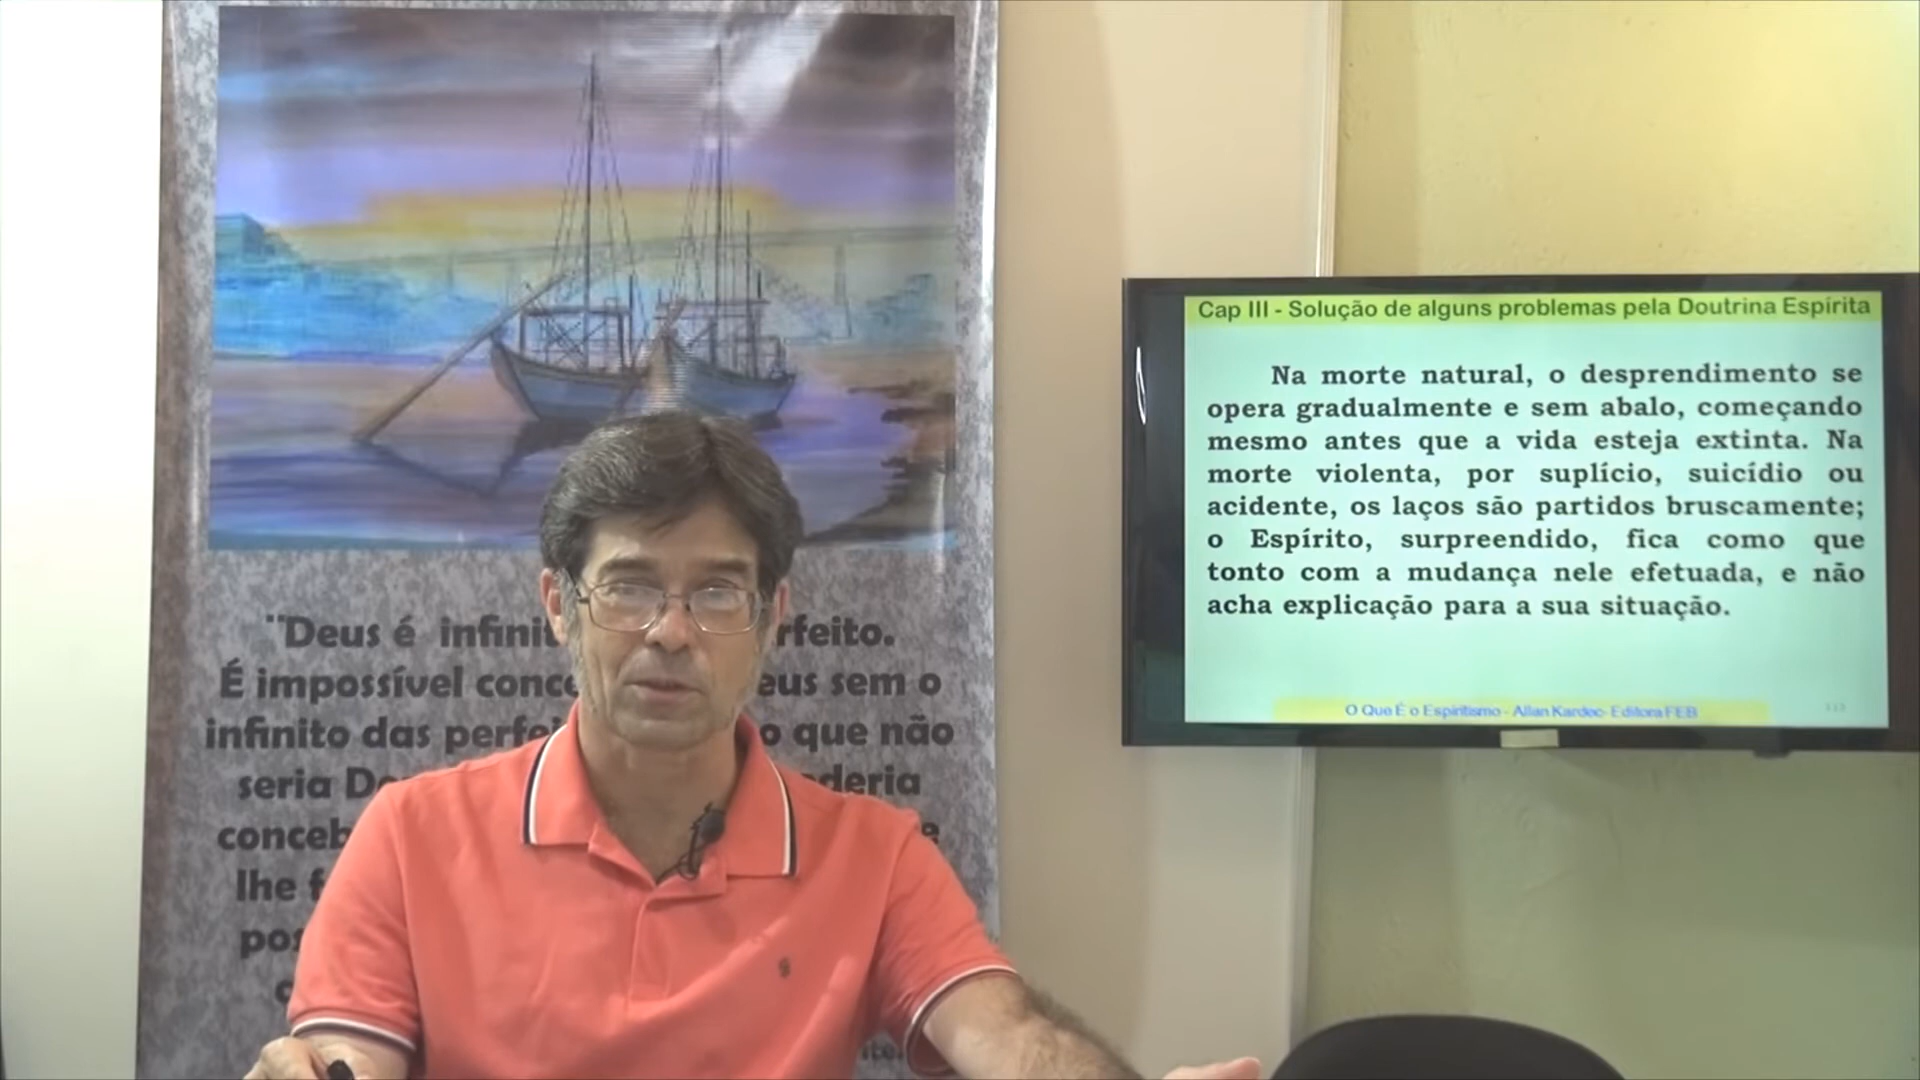 ¨Deus é infinit rfeito.
É impossível conce eus sem o
infinito das perfei o que não
seria De deria
conceb e
lhe f
pos
Cap III - Solução de alguns problemas pela Doutrina Espírita
Na morte natural, o desprendimento se
opera gradualmente e sem abalo, começando
mesmo antes que a vida esteja extinta. Na
morte violenta, por suplício, suicídio ou
acidente, os laços são partidos bruscamente;
o Espírito, surpreendido, fica como que
tonto com a mudança nele efetuada, e não
acha explicação para a sua situação.
O Que É o Espiritismo - Allan Kardec- Editora FEB